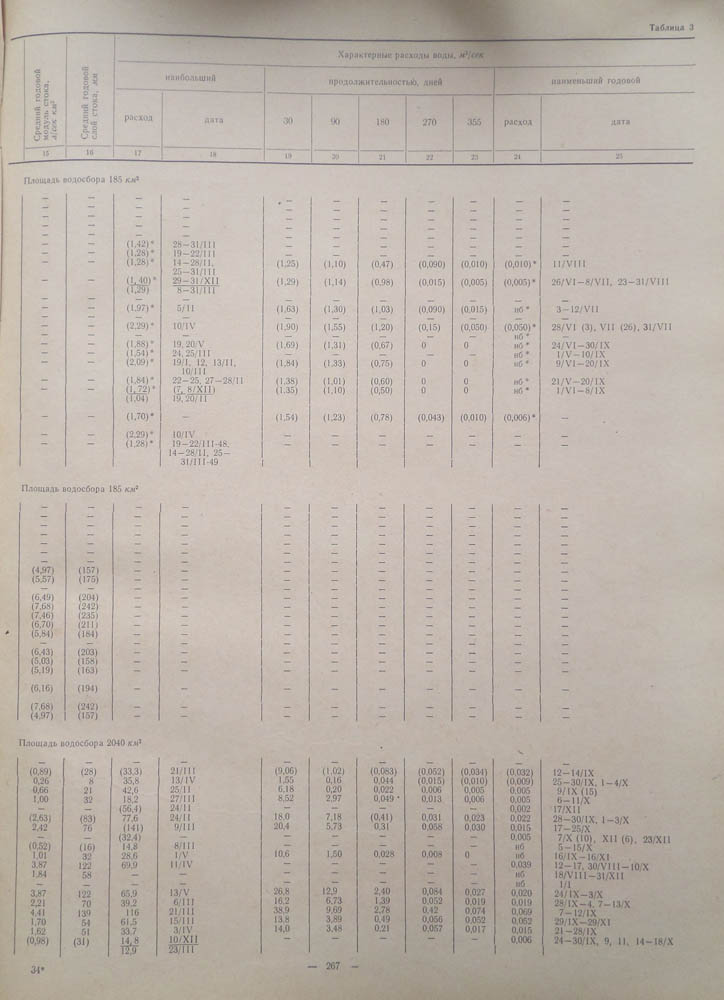 Таблица 3
Средний годовой модуль стока, л/сек км²
Средний годовой слой стока, мм
Характерные расходы воды, м³/сек
наибольший
продолжительностью, дней
наименьший годовой
расход дата 30 90 180 270 355 расход дата
15 16 17 18 19 20 21 22 23 24 25
Площадь водосбора 185 км²
— — — — — — — — — — —
— — — — — — — — — — —
— — — — — — — — — — —
— — — — — — — — — — —
— — — — — — — — — — —
— — (1,42)* 28—31/III — — — — — — —
— — (1,28)* 19—22/III — — — — — — —
— — (1,28)* 14—28/II, (1,25) (1,10) (0,47) (0,090) (0,010) (0,010)* 11/VIII
25—31/III
— — (1,40)* 29—31/XII (1,29) (1,14) (0,98) (0,015) (0,005) (0,005)* 26/VI—8/VII, 23—31/VIII
(1,29) 8—31/III
— — — — — — — — — — —
— — (1,97)* 5/II (1,63) (1,30) (1,03) (0,090) (0,015) нб* 3—12/VII
— — — — — — — — — — —
— — (2,29)* 10/IV (1,90) (1,55) (1,20) (0,15) (0,050) (0,050)* 28/VI (3), VII (26), 31/VII
— — — — — — — — — нб* —
— — (1,88)* 19, 20/V (1,69) (1,31) (0,67) 0 0 нб* 24/VI—30/IX
— — (1,54)* 24, 25/III — — — — — нб* 1/V—10/IX
— — (2,09)* 19/I, 12, 13/II, (1,84) (1,33) (0,75) 0 0 нб* 9/VI—20/IX
10/III
— — (1,84)* 22—25, 27—28/II (1,38) (1,01) (0,60) 0 0 нб* 21/V—20/IX
— — (1,72)* (7, 8/XII) (1,35) (1,10) (0,50) 0 0 нб* 1/VI—8/IX
(1,04) 19, 20/II
— — (1,70)* — (1,54) (1,23) (0,78) (0,043) (0,010) (0,006)* —
— — (2,29)* 10/IV — — — — — — —
— — (1,28)* 19—22/III-48, — — — — — — —
14—28/II, 25—
31/III-49
Площадь водосбора 185 км²
— — — — — — — — — — —
— — — — — — — — — — —
— — — — — — — — — — —
— — — — — — — — — — —
— — — — — — — — — — —
— — — — — — — — — — —
— — — — — — — — — — —
(4,97) (157) — — — — — — — — —
(5,57) (175) — — — — — — — — —
— — — — — — — — — — —
(6,49) (204) — — — — — — — — —
(7,68) (242) — — — — — — — — —
(7,46) (235) — — — — — — — — —
(6,70) (211) — — — — — — — — —
(5,84) (184) — — — — — — — — —
— — — — — — — — — — —
(6,43) (203) — — — — — — — — —
(5,03) (158) — — — — — — — — —
(5,19) (163) — — — — — — — — —
(6,16) (194) — — — — — — — — —
(7,68) (242) — — — — — — — — —
(4,97) (157) — — — — — — — — —
Площадь водосбора 2040 км²
— — — — — — — — — — —
(0,89) (28) (33,3) 21/III (9,06) (1,02) (0,083) (0,052) (0,034) (0,032) 12—14/IX
0,26 8 35,8 13/IV 1,55 0,16 0,044 (0,015) (0,010) (0,009) 25—30/IX, 1—4/X
0,66 21 42,6 25/II 6,18 0,20 0,022 0,006 0,005 0,005 9/IX (15)
1,00 32 18,2 27/III 8,52 2,97 0,049 0,013 0,006 0,005 6—11/X
— — (56,4) 24/II — — — — — 0,002 17/XII
(2,63) (83) 77,6 24/II 18,0 7,18 (0,41) 0,031 0,023 0,022 28—30/IX, 1—3/X
2,42 76 (141) 9/III 20,4 5,73 0,31 0,058 0,030 0,015 17—25/X
— — (32,4) — — — — — — 0,005 7/X (10), XII (6), 23/XII
(0,52) (16) 14,8 8/III — — — — — нб 5—15/X
1,01 32 28,6 1/V 10,6 1,50 0,028 0,008 0 нб 16/IX—16/XI
3,87 122 69,9 11/IV — — — — — 0,039 12—17, 30/VIII—10/X
1,84 58 — — — — — — — нб 18/VIII—31/XII
— — — — — — — — — нб 1/I
3,87 122 65,9 13/V 26,8 12,9 2,40 0,084 0,027 0,020 24/IX—3/X
2,21 70 39,2 6/III 16,2 6,73 1,39 0,052 0,019 0,019 28/IX—4, 7—13/X
4,41 139 116 21/III 38,9 9,69 2,78 0,42 0,074 0,069 7—12/IX
1,70 54 61,5 15/III 13,8 3,89 0,49 0,056 0,052 0,052 29/IX—29/XI
1,62 51 33,7 3/IV 14,0 3,48 0,21 0,057 0,017 0,015 21—28/IX
(0,98) (31) 14,8 10/XII — — — — — 0,006 24—30/IX, 9, 11, 14—18/X
12,9 23/III
34*
— 267 —